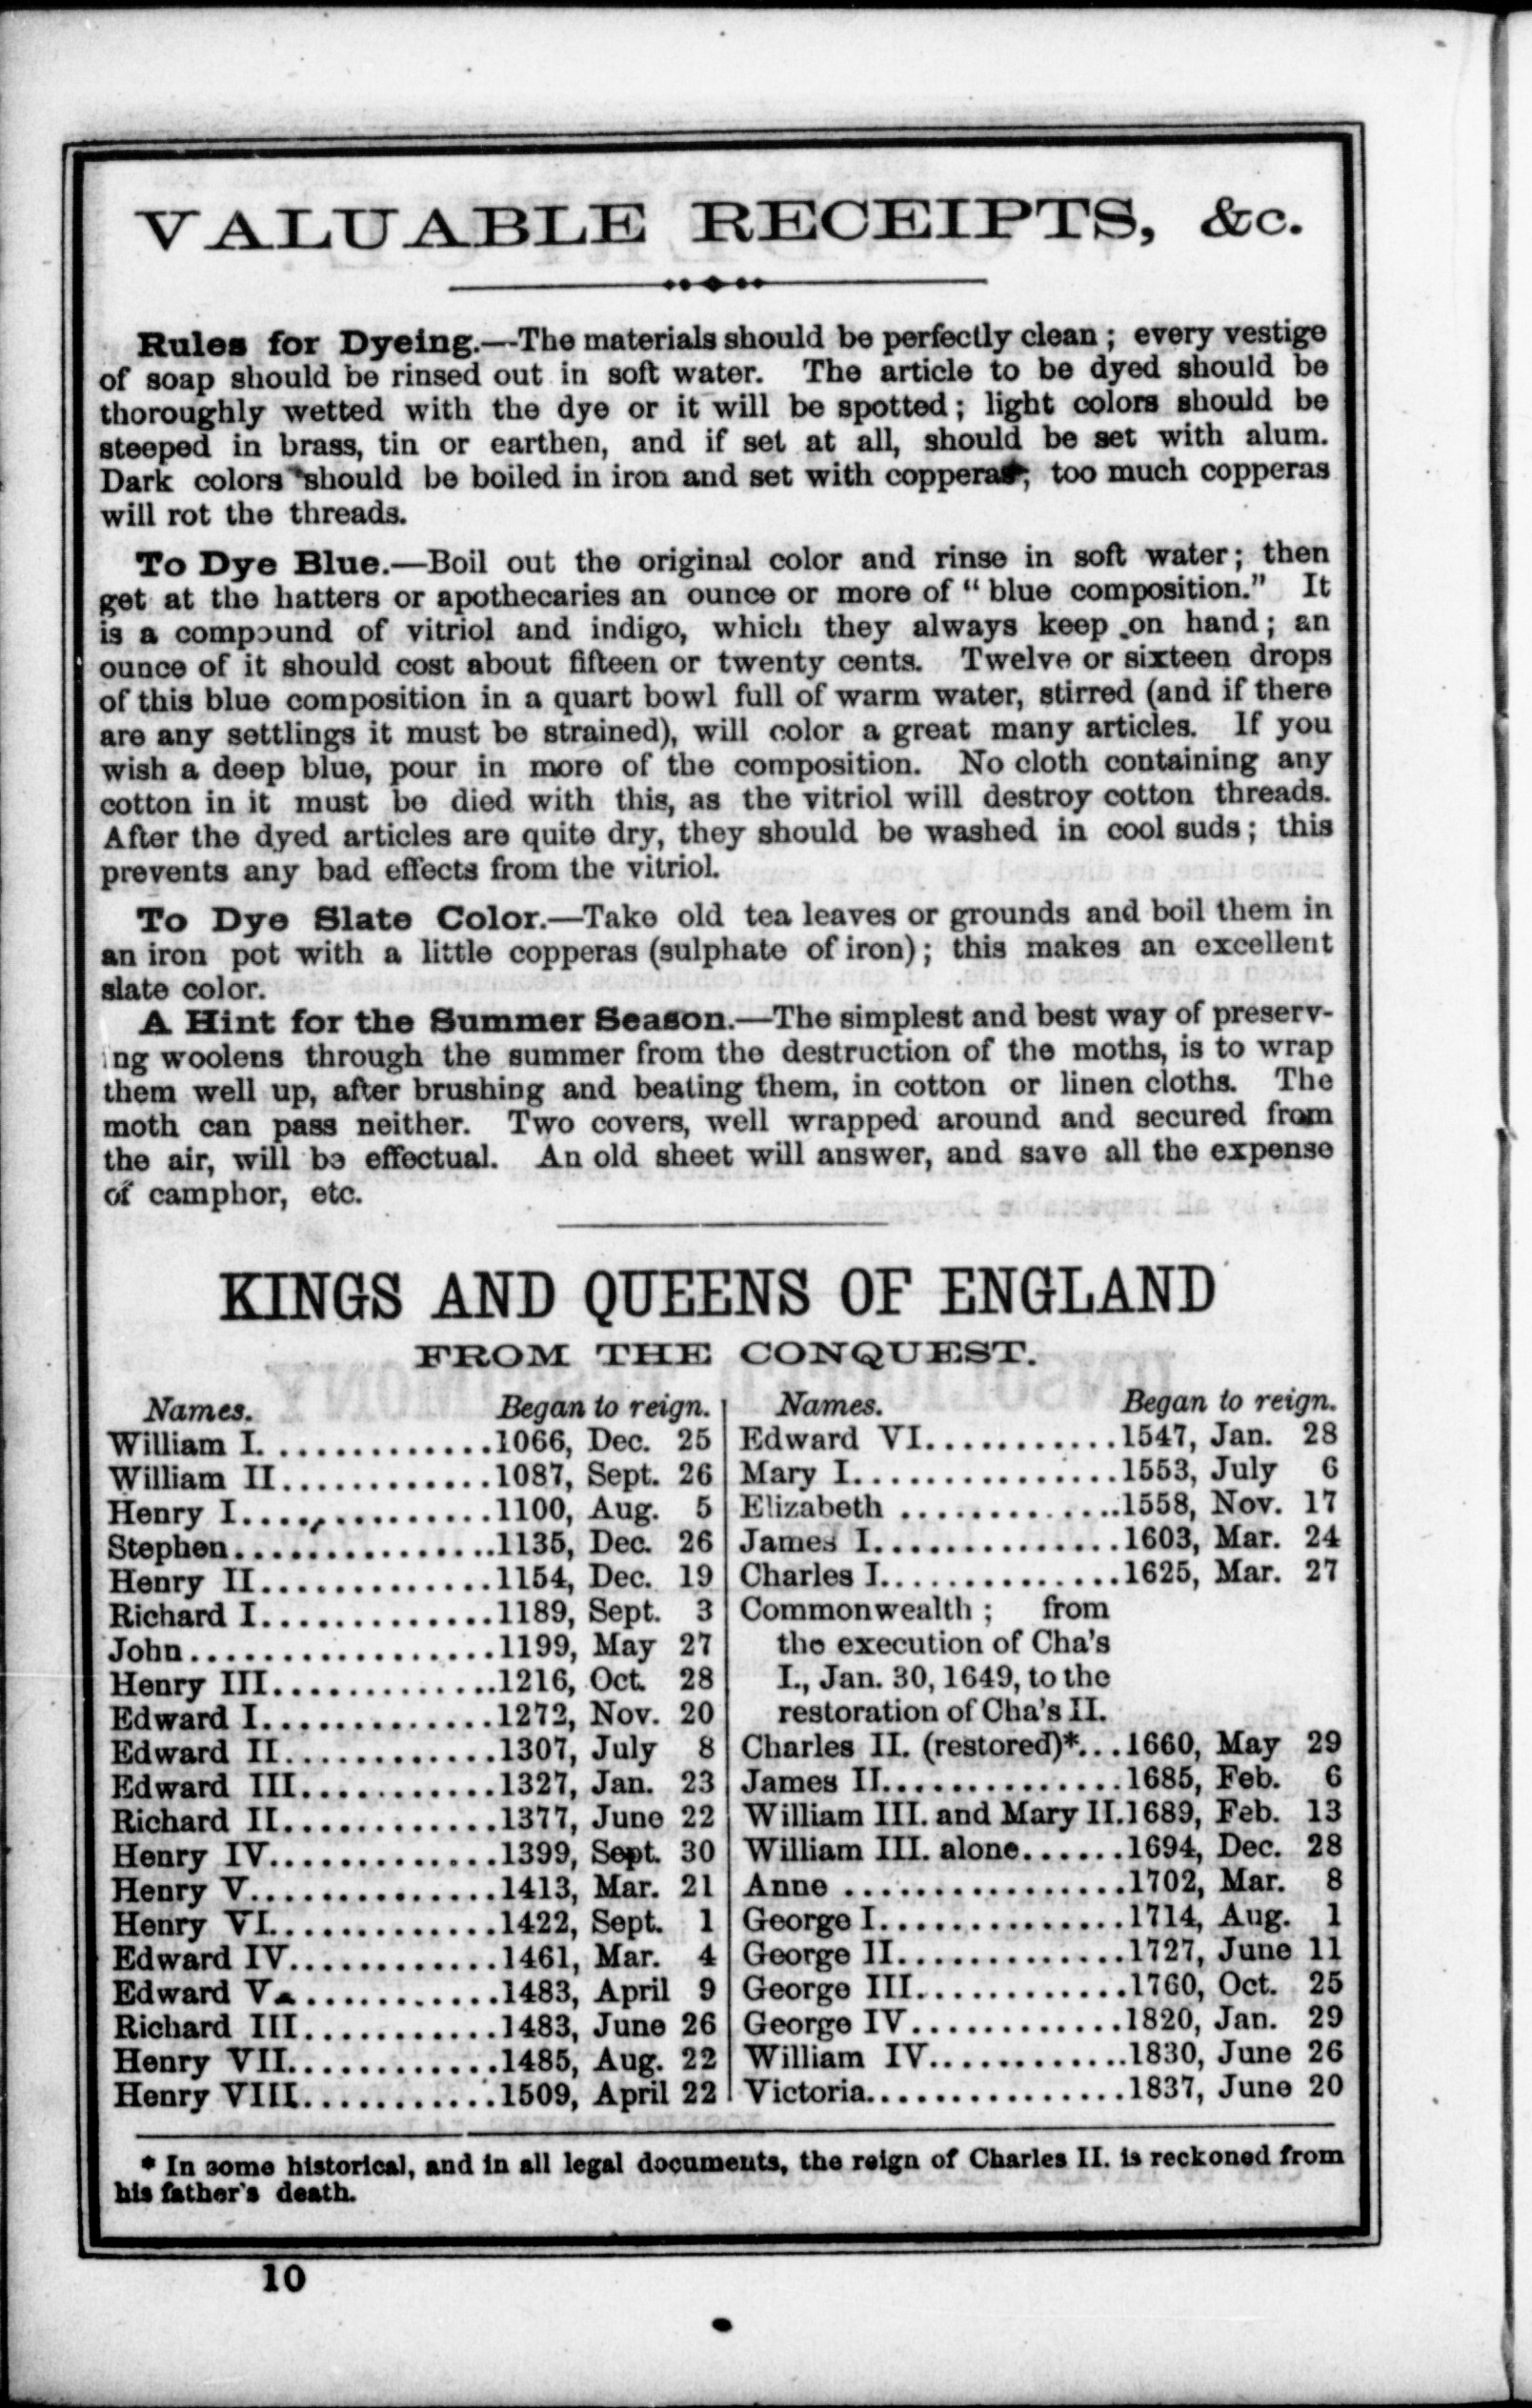 VALUABLE RECEIPTS, &c.
Rules for Dyeing.—The materials should be perfectly clean; every vestige
of soap should be rinsed out in soft water. The article to be dyed should be
thoroughly wetted with the dye or it will be spotted; light colors should be
steeped in brass, tin or earthen, and if set at all, should be set with alum.
Dark colors should be boiled in iron and set with copperas; too much copperas
will rot the threads.
To Dye Blue.—Boil out the original color and rinse in soft water; then
get at the hatters or apothecaries an ounce or more of "blue composition." It
is a compound of vitriol and indigo, which they always keep on hand; an
ounce of it should cost about fifteen or twenty cents. Twelve or sixteen drops
of this blue composition in a quart bowl full of warm water, stirred (and if there
are any settlings it must be strained), will color a great many articles. If you
wish a deep blue, pour in more of the composition. No cloth containing any
cotton in it must be died with this, as the vitriol will destroy cotton threads.
After the dyed articles are quite dry, they should be washed in cool suds; this
prevents any bad effects from the vitriol.
To Dye Slate Color.—Take old tea leaves or grounds and boil them in
an iron pot with a little copperas (sulphate of iron); this makes an excellent
slate color.
A Hint for the Summer Season.—The simplest and best way of preserv-
ing woolens through the summer from the destruction of the moths, is to wrap
them well up, after brushing and beating them, in cotton or linen cloths. The
moth can pass neither. Two covers, well wrapped around and secured from
the air, will be effectual. An old sheet will answer, and save all the expense
of camphor, etc.
KINGS AND QUEENS OF ENGLAND
FROM THE CONQUEST.
Names. Began to reign.
William I. .............1066, Dec. 25
William II.............1087, Sept. 26
Henry I...............1100, Aug. 5
Stephen...............1135, Dec. 26
Henry II.............1154, Dec. 19
Richard I.............1189, Sept. 3
John.................1199, May 27
Henry III.............1216, Oct. 28
Edward I.............1272, Nov. 20
Edward II.............1307, July 8
Edward III............1327, Jan. 23
Richard II............1377, June 22
Henry IV.............1399, Sept. 30
Henry V..............1413, Mar. 21
Henry VI.............1422, Sept. 1
Edward IV............1461, Mar. 4
Edward V............1483, April 9
Richard III...........1483, June 26
Henry VII............1485, Aug. 22
Henry VIII...........1509, April 22
Names. Began to reign.
Edward VI...........1547, Jan. 28
Mary I...............1553, July 6
Elizabeth .............1558, Nov. 17
James I..............1603, Mar. 24
Charles I.............1625, Mar. 27
Commonwealth; from
the execution of Cha's
I., Jan. 30, 1649, to the
restoration of Cha's II.
Charles II. (restored)*...1660, May 29
James II..............1685, Feb. 6
William III. and Mary II.1689, Feb. 13
William III. alone......1694, Dec. 28
Anne ................1702, Mar. 8
George I..............1714, Aug. 1
George II.............1727, June 11
George III............1760, Oct. 25
George IV............1820, Jan. 29
William IV............1830, June 26
Victoria...............1837, June 20
* In some historical, and in all legal documents, the reign of Charles II. is reckoned from
his father's death.
10